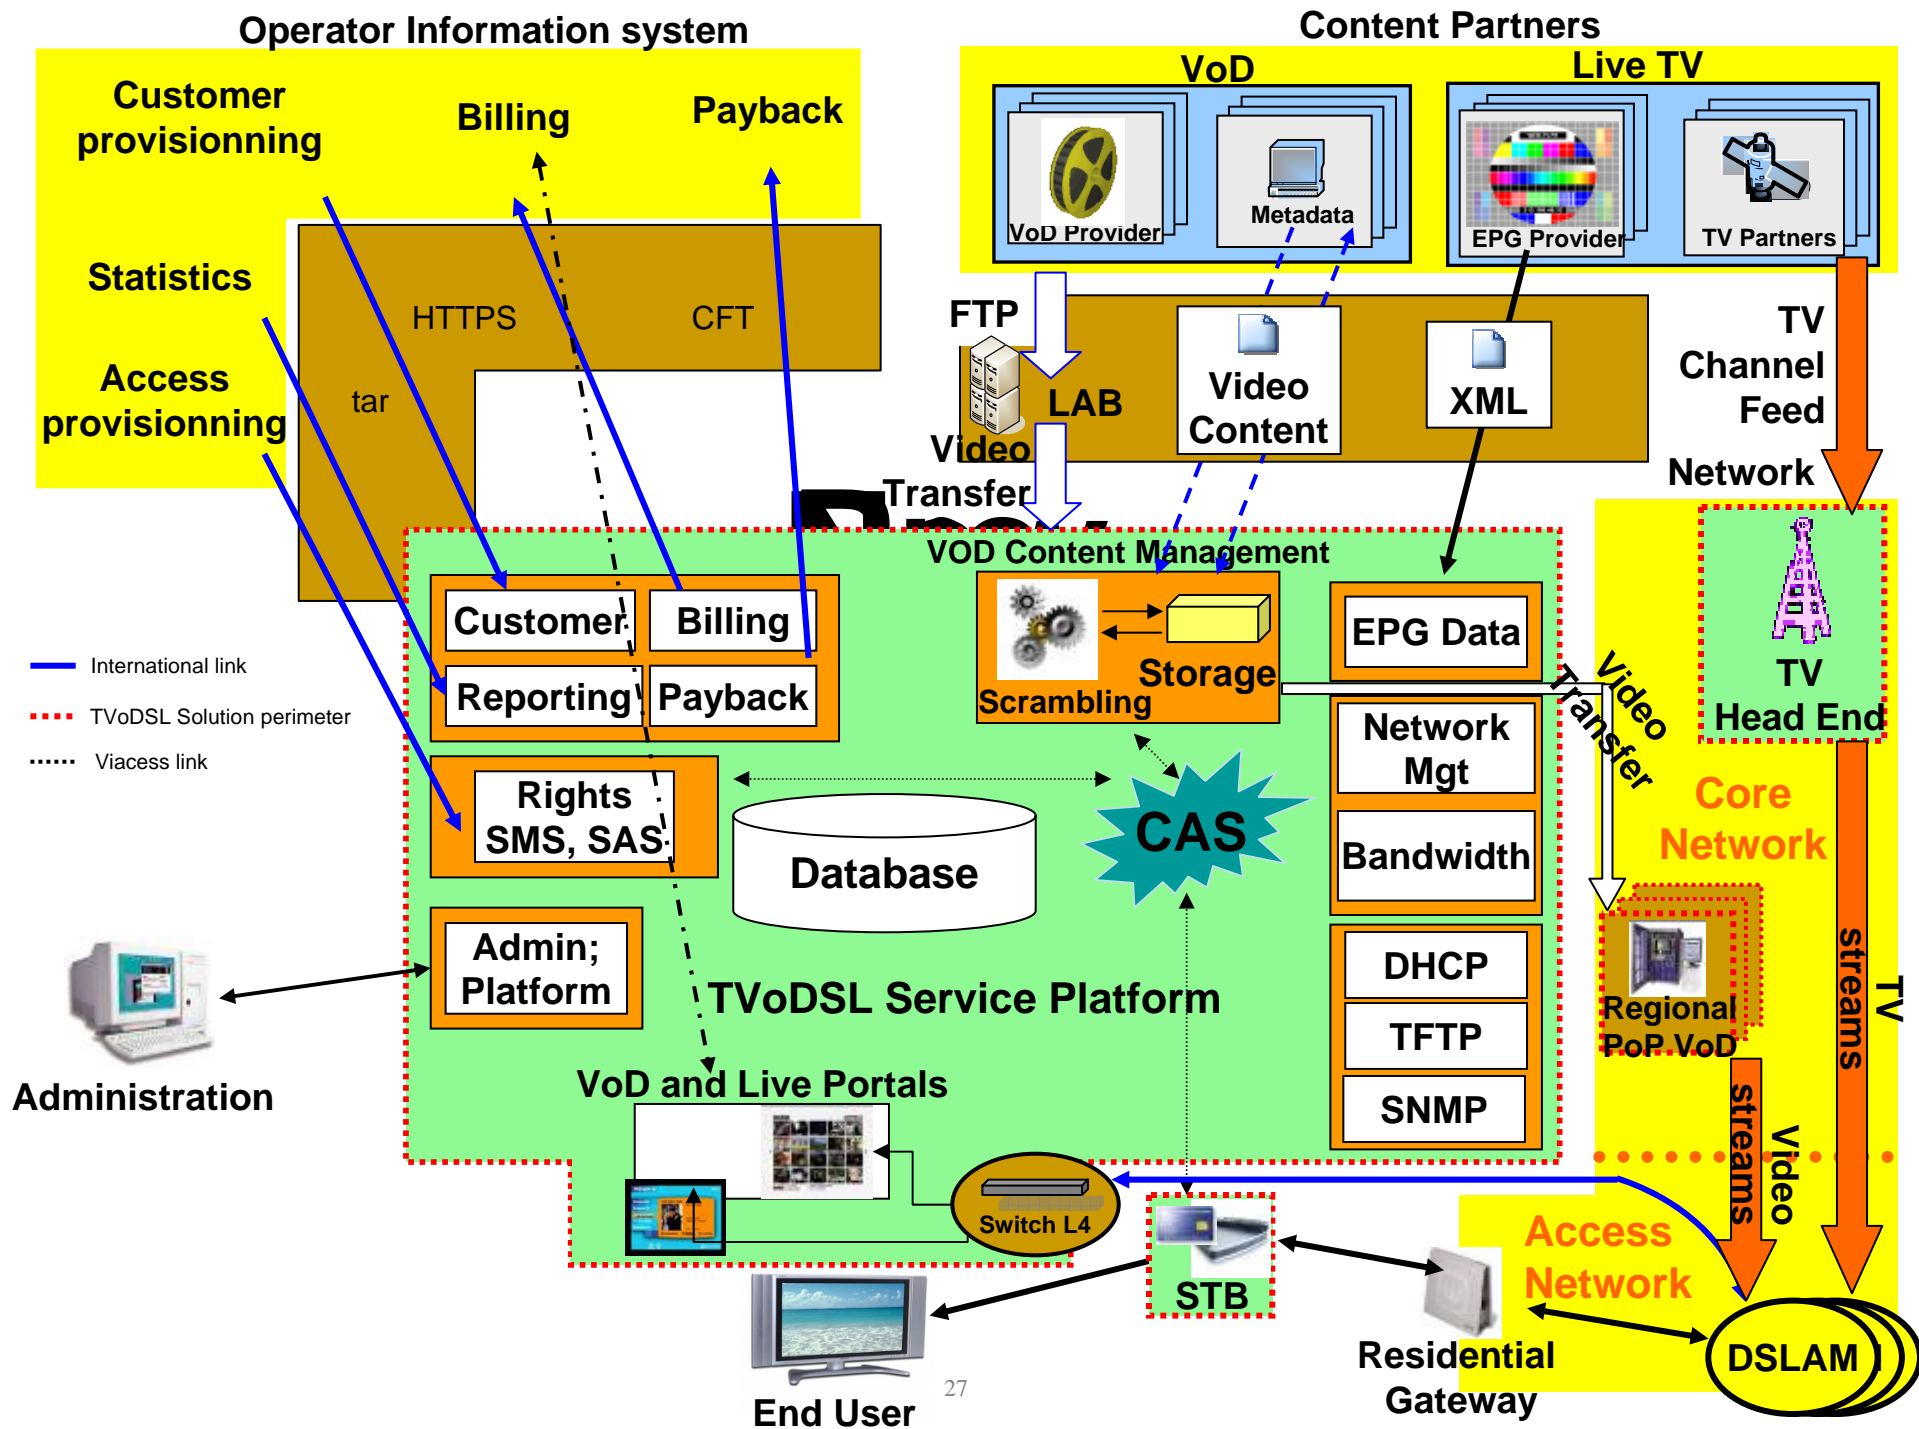 Operator Information system
Content Partners
Customer
provisionning
Billing
Payback
Statistics
Access
provisionning
HTTPS
CFT
tar
VoD
Live TV
VoD Provider
Metadata
EPG Provider
TV Partners
FTP
LAB
Video
Transfer
Video
Content
XML
TV
Channel
Feed
Network
VOD Content Management
Customer
Billing
Reporting
Payback
Scrambling
Storage
EPG Data
Network
Mgt
Bandwidth
DHCP
TFTP
SNMP
Video
Transfer
TV
Head End
Core
Network
International link
TVoDSL Solution perimeter
Viacess link
Rights
SMS, SAS
Database
CAS
Admin;
Platform
TVoDSL Service Platform
Administration
VoD and Live Portals
Switch L4
Regional
PoP VoD
TV
streams
Video
streams
Access
Network
STB
Residential
Gateway
DSLAM
End User
27